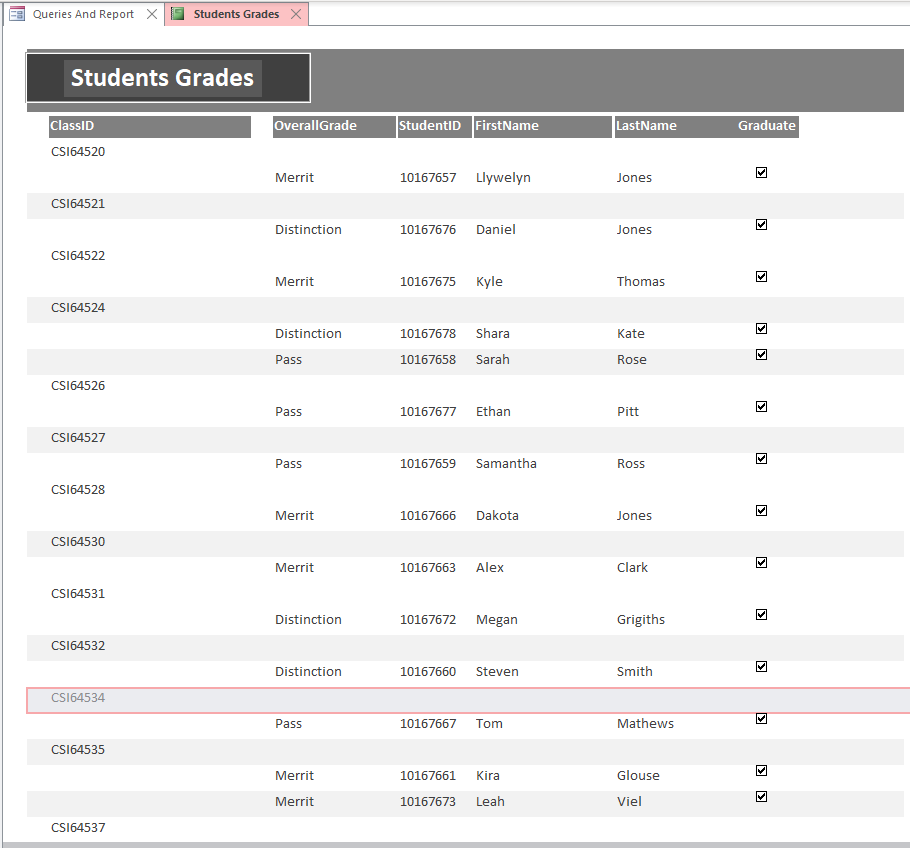 Queries And Report Students Grades
Students Grades
ClassID OverallGrade StudentID FirstName LastName Graduate
CSI64520
Merrit 10167657 Llywelyn Jones
CSI64521
Distinction 10167676 Daniel Jones
CSI64522
Merrit 10167675 Kyle Thomas
CSI64524
Distinction 10167678 Shara Kate
Pass 10167658 Sarah Rose
CSI64526
Pass 10167677 Ethan Pitt
CSI64527
Pass 10167659 Samantha Ross
CSI64528
Merrit 10167666 Dakota Jones
CSI64530
Merrit 10167663 Alex Clark
CSI64531
Distinction 10167672 Megan Grigiths
CSI64532
Distinction 10167660 Steven Smith
CSI64534
Pass 10167667 Tom Mathews
CSI64535
Merrit 10167661 Kira Glouse
Merrit 10167673 Leah Viel
CSI64537